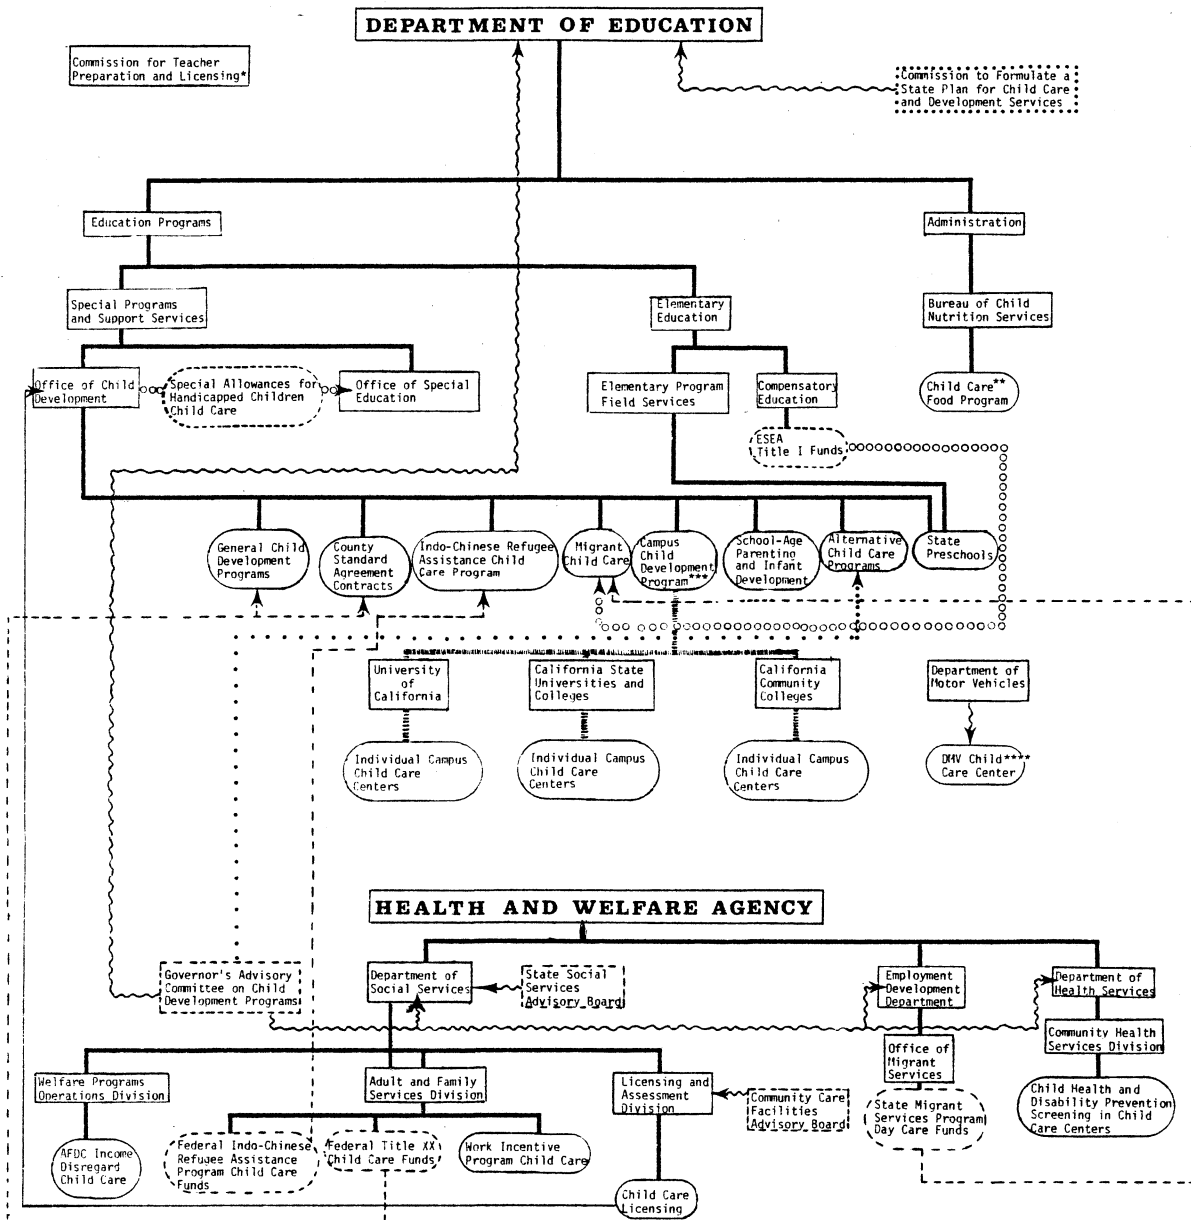 DEPARTMENT OF EDUCATION
Commission for Teacher
Preparation and Licensing*
Commission to Formulate a
State Plan for Child Care
and Development Services
Education Programs
Administration
Special Programs
and Support Services
Elementary
Education
Bureau of Child
Nutrition Services
Office of Child
Development
Special Allowances for
Handicapped Children
Child Care
Office of Special
Education
Elementary Program
Field Services
Compensatory
Education
Child Care**
Food Program
ESEA
Title I Funds
General Child
Development
Programs
County
Standard
Agreement
Contracts
Indo-Chinese Refugee
Assistance Child
Care Program
Migrant
Child Care
Campus
Child
Development
Program***
School-Age
Parenting
and Infant
Development
Alternative
Child Care
Programs
State
Preschools
University
of
California
California State
Universities and
Colleges
California
Community
Colleges
Department of
Motor Vehicles
Individual Campus
Child Care
Centers
Individual Campus
Child Care
Centers
Individual Campus
Child Care
Centers
DMV Child****
Care Center
HEALTH AND WELFARE AGENCY
Governor's Advisory
Committee on Child
Development Programs
Department of
Social Services
State Social
Services
Advisory Board
Employment
Development
Department
Department of
Health Services
Community Health
Services Division
Office of
Migrant
Services
Welfare Programs
Operations Division
Adult and Family
Services Division
Licensing and
Assessment
Division
Community Care
Facilities
Advisory Board
State Migrant
Services Program
Day Care Funds
Child Health and
Disability Prevention
Screening in Child
Care Centers
AFDC Income
Disregard
Child Care
Federal Indo-Chinese
Refugee Assistance
Program Child Care
Funds
Federal Title XX
Child Care Funds
Work Incentive
Program Child Care
Child Care
Licensing